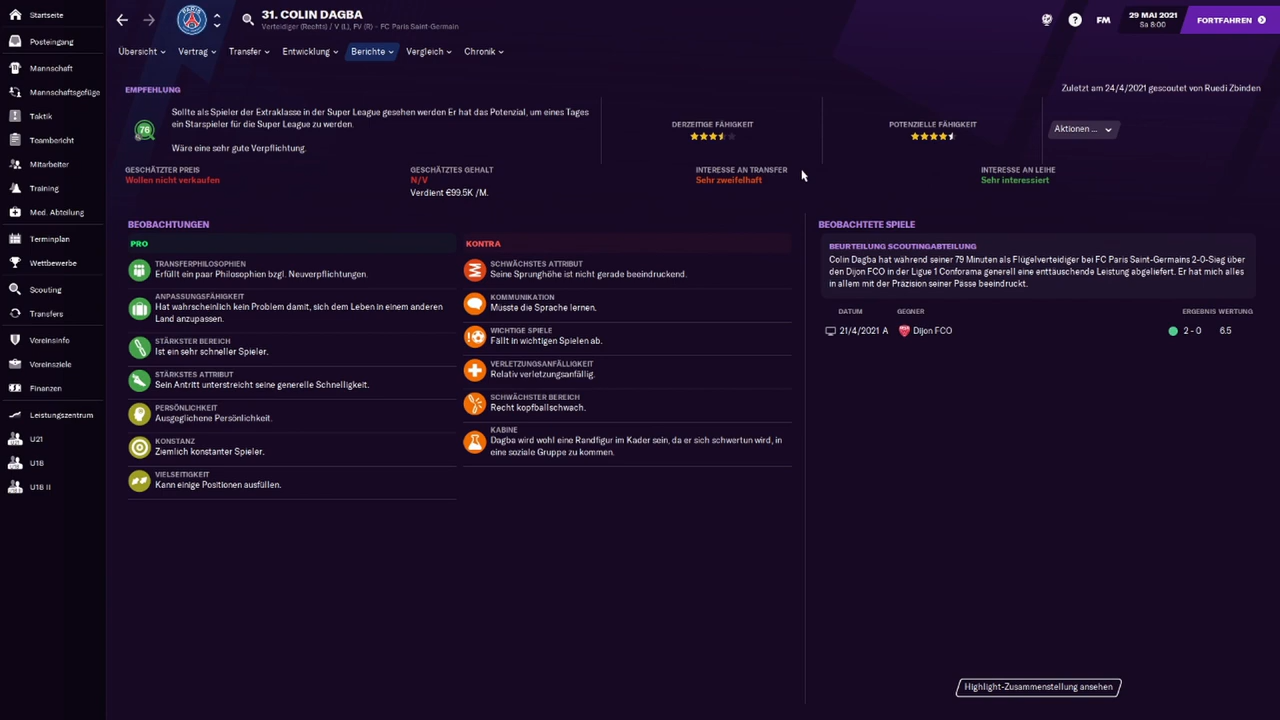 Startseite
Posteingang
Mannschaft
Mannschaftsgefüge
Taktik
Teambericht
Mitarbeiter
Training
Med. Abteilung
Terminplan
Wettbewerbe
Scouting
Transfers
Vereinsinfo
Vereinsziele
Finanzen
Leistungszentrum
U21
U18
U18 II
PARIS
31. COLIN DAGBA
Verteidiger (Rechts) / V (L), FV (R) - FC Paris Saint-Germain
FM
29 MAI 2021
Sa 8:00
FORTFAHREN
Übersicht
Vertrag
Transfer
Entwicklung
Berichte
Vergleich
Chronik
EMPFEHLUNG
Zuletzt am 24/4/2021 gescoutet von Ruedi Zbinden
76
Sollte als Spieler der Extraklasse in der Super League gesehen werden Er hat das Potenzial, um eines Tages
ein Starspieler für die Super League zu werden.
Wäre eine sehr gute Verpflichtung.
DERZEITIGE FÄHIGKEIT
POTENZIELLE FÄHIGKEIT
Aktionen ...
GESCHÄTZTER PREIS
Wollen nicht verkaufen
GESCHÄTZTES GEHALT
N/V
Verdient €99.5K /M.
INTERESSE AN TRANSFER
Sehr zweifelhaft
INTERESSE AN LEIHE
Sehr interessiert
BEOBACHTUNGEN
PRO
TRANSFERPHILOSOPHIEN
Erfüllt ein paar Philosophien bzgl. Neuverpflichtungen.
ANPASSUNGSFÄHIGKEIT
Hat wahrscheinlich kein Problem damit, sich dem Leben in einem anderen
Land anzupassen.
STÄRKSTER BEREICH
Ist ein sehr schneller Spieler.
STÄRKSTES ATTRIBUT
Sein Antritt unterstreicht seine generelle Schnelligkeit.
PERSÖNLICHKEIT
Ausgeglichene Persönlichkeit.
KONSTANZ
Ziemlich konstanter Spieler.
VIELSEITIGKEIT
Kann einige Positionen ausfüllen.
KONTRA
SCHWÄCHSTES ATTRIBUT
Seine Sprunghöhe ist nicht gerade beeindruckend.
KOMMUNIKATION
Müsste die Sprache lernen.
WICHTIGE SPIELE
Fällt in wichtigen Spielen ab.
VERLETZUNGSANFÄLLIGKEIT
Relativ verletzungsanfällig.
SCHWÄCHSTER BEREICH
Recht kopfballschwach.
KABINE
Dagba wird wohl eine Randfigur im Kader sein, da er sich schwertun wird, in
eine soziale Gruppe zu kommen.
BEOBACHTETE SPIELE
BEURTEILUNG SCOUTINGABTEILUNG
Colin Dagba hat während seiner 79 Minuten als Flügelverteidiger bei FC Paris Saint-Germains 2-0-Sieg über
den Dijon FCO in der Ligue 1 Conforama generell eine enttäuschende Leistung abgeliefert. Er hat mich alles
in allem mit der Präzision seiner Pässe beeindruckt.
DATUM GEGNER ERGEBNIS WERTUNG
21/4/2021 A Dijon FCO 2 - 0 6.5
Highlight-Zusammenstellung ansehen